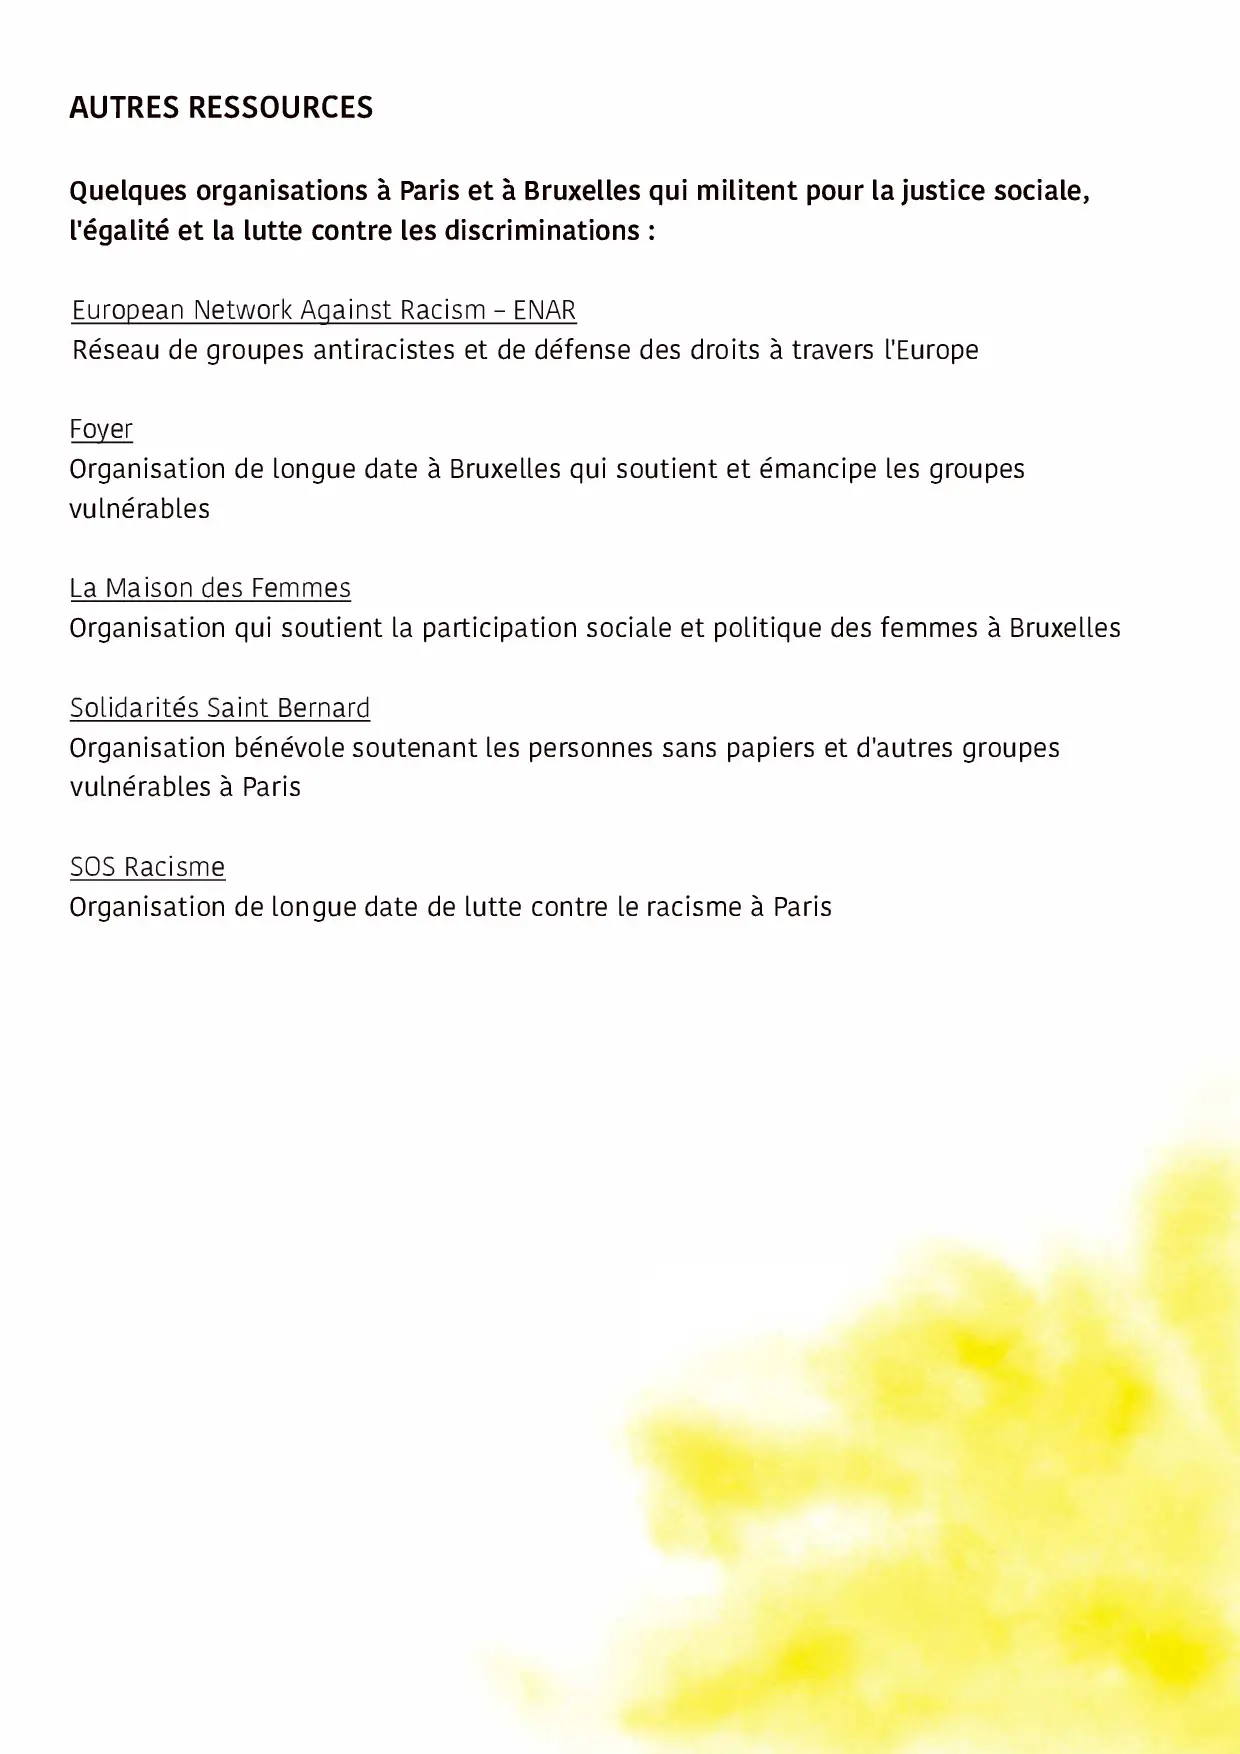 AUTRES RESSOURCES
Quelques organisations à Paris et à Bruxelles qui militent pour la justice sociale,
l'égalité et la lutte contre les discriminations :
European Network Against Racism – ENAR
Réseau de groupes antiracistes et de défense des droits à travers l'Europe
Foyer
Organisation de longue date à Bruxelles qui soutient et émancipe les groupes
vulnérables
La Maison des Femmes
Organisation qui soutient la participation sociale et politique des femmes à Bruxelles
Solidarités Saint Bernard
Organisation bénévole soutenant les personnes sans papiers et d'autres groupes
vulnérables à Paris
SOS Racisme
Organisation de longue date de lutte contre le racisme à Paris